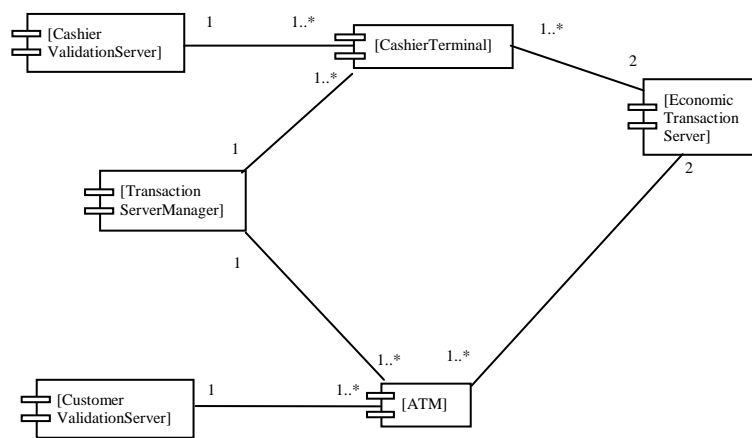 1
1..*
1..*
[Cashier
ValidationServer]
[CashierTerminal]
2
1..*
[Economic
Transaction
Server]
1
2
[Transaction
ServerManager]
1
1..*
1..*
1
1..*
[Customer
ValidationServer]
[ATM]